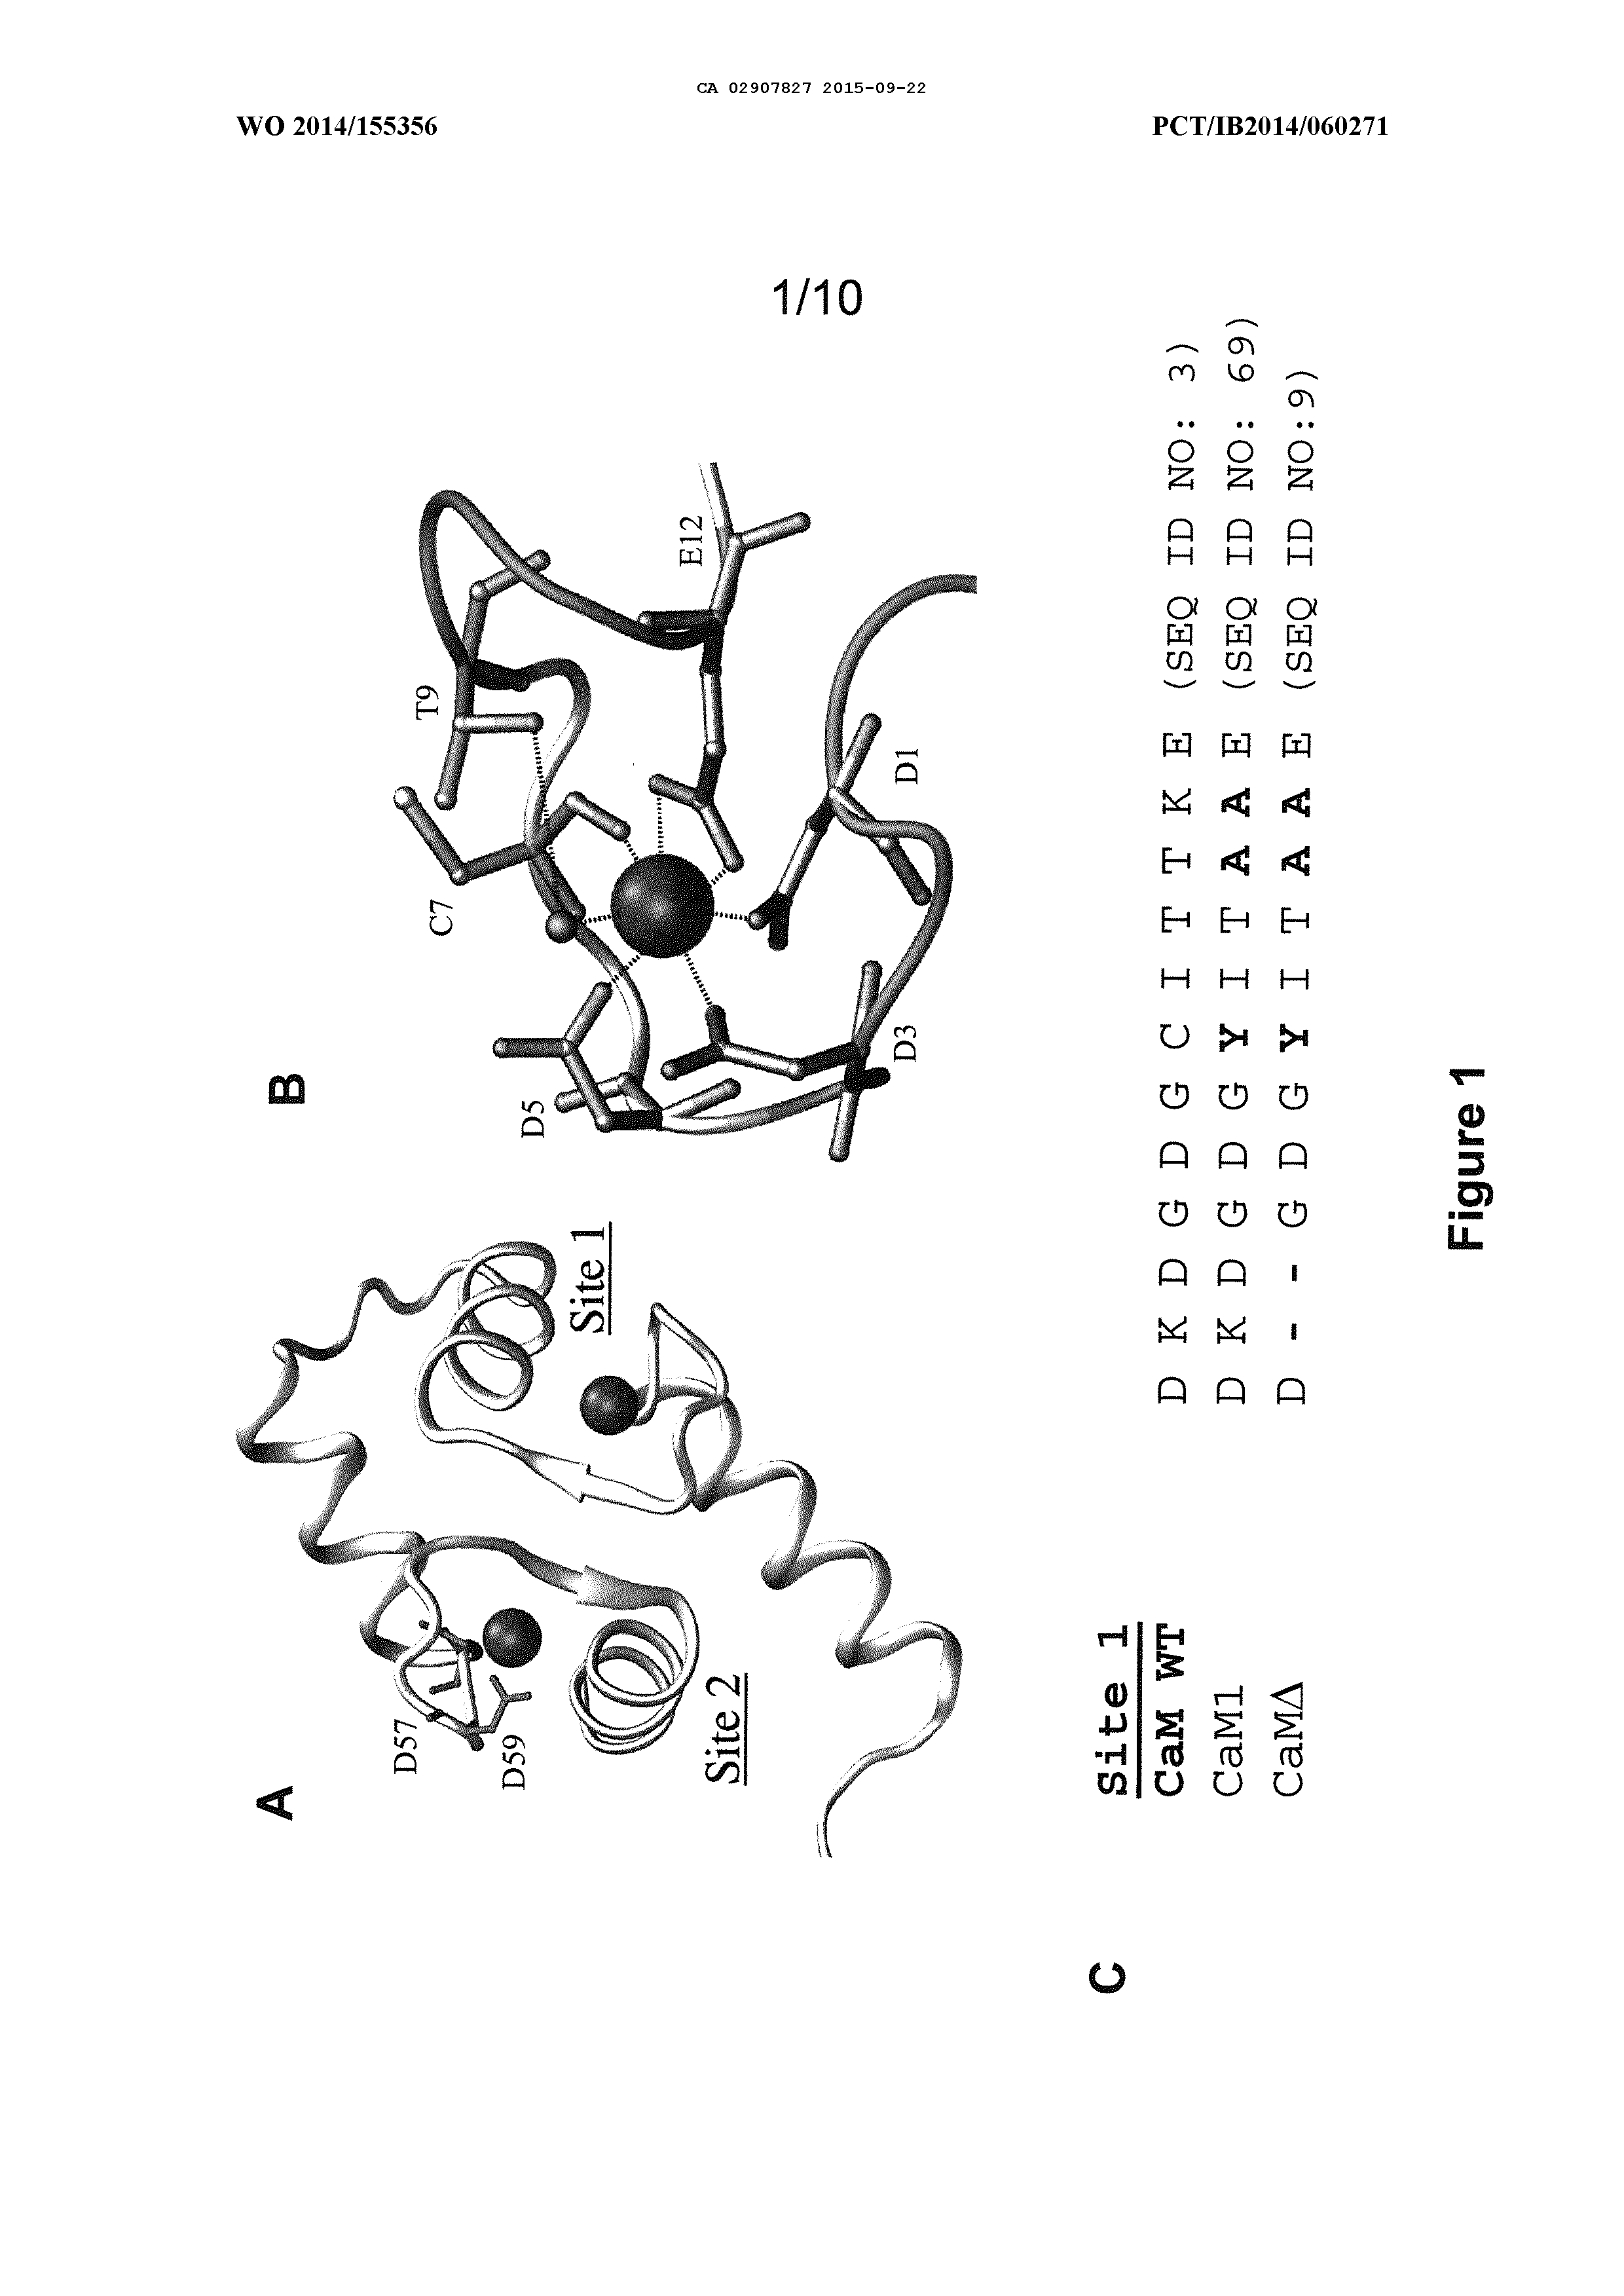 CA 02907827 2015-09-22
WO 2014/155356
PCT/IB2014/060271
1/10
A
D57
D59
Site 1
Site 2
B
T9
C7
E12
D5
D1
D3
C
Site 1
CaM WT D K D G D G C I T T K E (SEQ ID NO: 3)
CaM1 D K D G D G Y I T A A E (SEQ ID NO: 69)
CaMΔ D - - G D G Y I T A A E (SEQ ID NO:9)
Figure 1